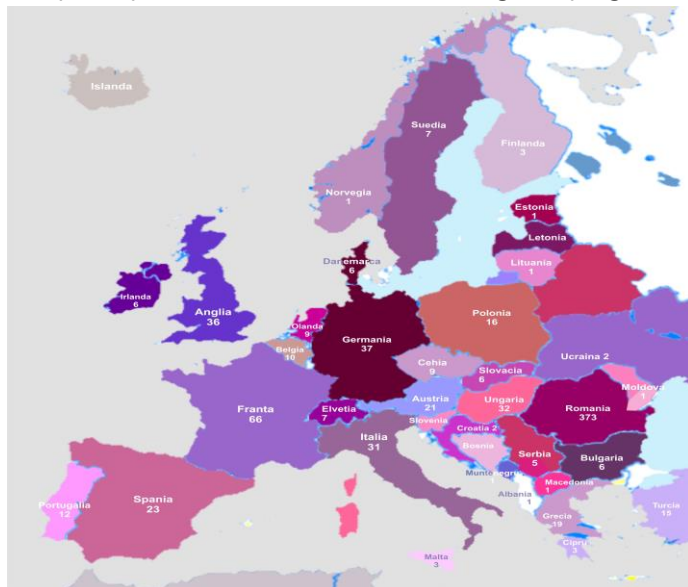 Islanda
Suedia
7
Finlanda
3
Norvegia
1
Estonia
1
Letonia
Danemarca
6
Lituania
1
Irlanda
6
Anglia
36
Olanda
9
Polonia
16
Germania
37
Belgia
10
Cehia
9
Ucraina 2
Slovacia
6
Moldova
1
Franta
66
Elvetia
7
Austria
21
Ungaria
32
Romania
373
Slovenia
Croatia 2
Italia
31
Bosnia
Serbia
5
Bulgaria
6
Muntenegru
1
Macedonia
1
Albania
1
Portugalia
12
Spania
23
Grecia
19
Turcia
15
Cipru
3
Malta
3